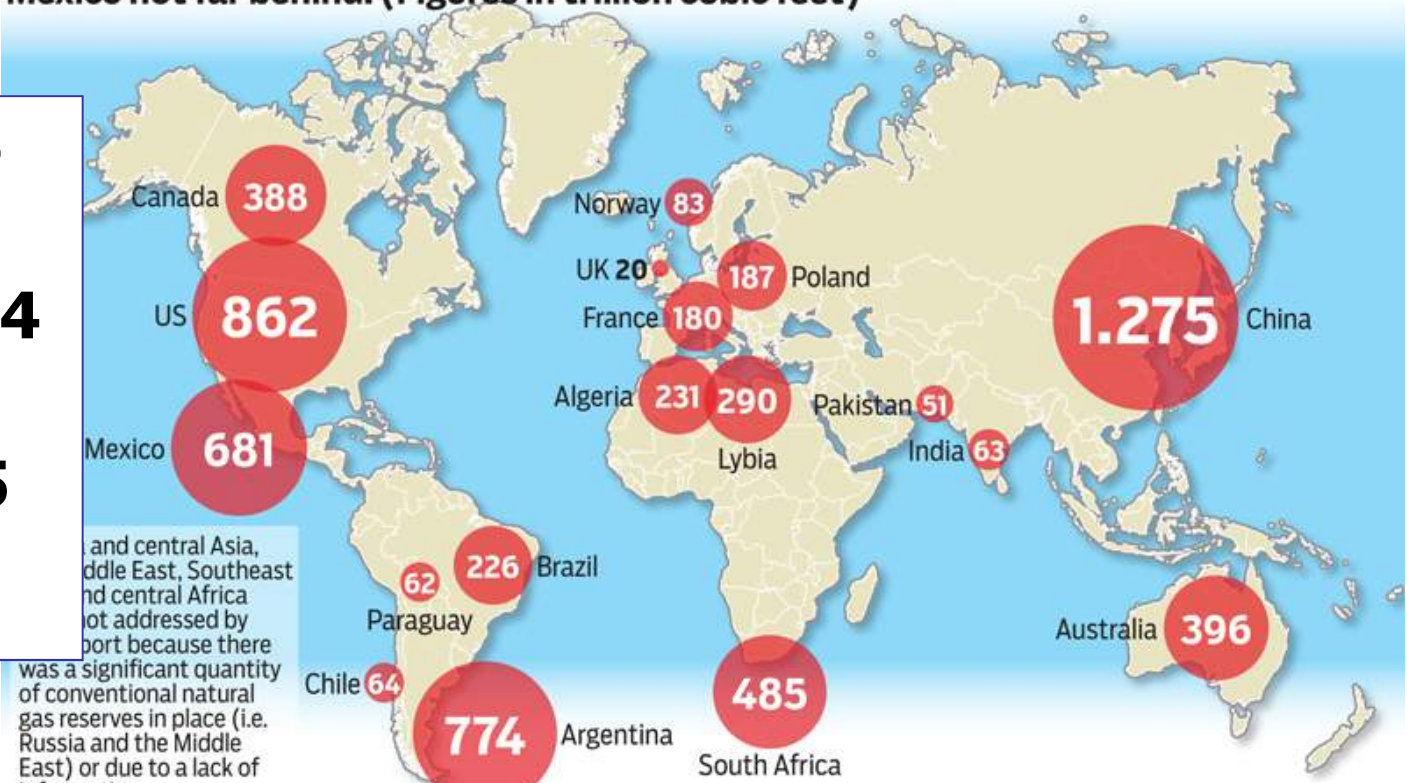 Mexico not far behind. (Figures in trillion cubic feet)
4
5
Canada 388
US 862
Mexico 681
Norway 83
UK 20
187 Poland
France 180
Algeria 231
290
Lybia
Pakistan 51
India 63
1.275 China
226 Brazil
62
Paraguay
Chile 64
774 Argentina
485
South Africa
Australia 396
and central Asia,
East, Southeast
central Africa
addressed by
because there
was a significant quantity
of conventional natural
gas reserves in place (i.e.
Russia and the Middle
East) or due to a lack of